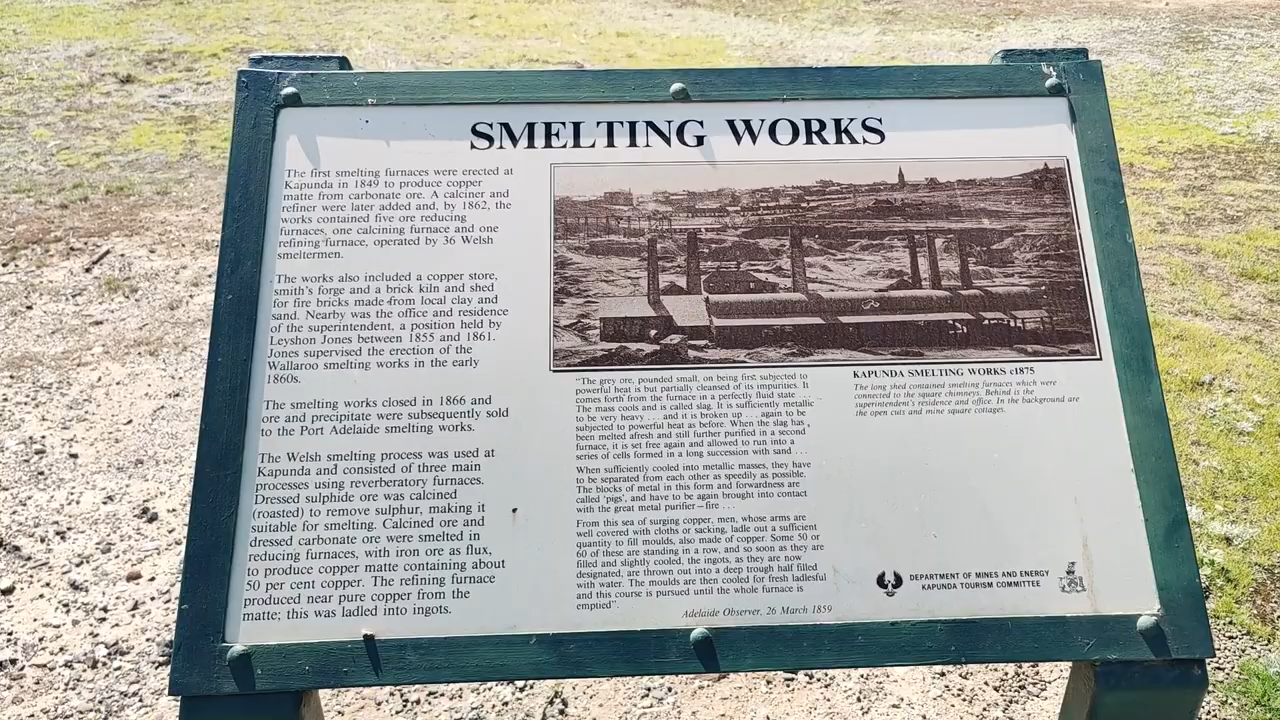 SMELTING WORKS
The first smelting furnaces were erected at
Kapunda in 1849 to produce copper
matte from carbonate ore. A calciner and
refiner were later added and, by 1862, the
works contained five ore reducing
furnaces, one calcining furnace and one
refining furnace, operated by 36 Welsh
smeltermen.
The works also included a copper store,
smith's forge and a brick kiln and shed
for fire bricks made from local clay and
sand. Nearby was the office and residence
of the superintendent, a position held by
Leyshon Jones between 1855 and 1861.
Jones supervised the erection of the
Wallaroo smelting works in the early
1860s.
The smelting works closed in 1866 and
ore and precipitate were subsequently sold
to the Port Adelaide smelting works.
The Welsh smelting process was used at
Kapunda and consisted of three main
processes using reverberatory furnaces.
Dressed sulphide ore was calcined
(roasted) to remove sulphur, making it
suitable for smelting. Calcined ore and
dressed carbonate ore were smelted in
reducing furnaces, with iron ore as flux,
to produce copper matte containing about
50 per cent copper. The refining furnace
produced near pure copper from the
matte; this was ladled into ingots.
"The grey ore, pounded small, on being first subjected to
powerful heat is but partially cleansed of its impurities. It
comes forth from the furnace in a perfectly fluid state . . .
The mass cools and is called slag. It is sufficiently metallic
to be very heavy . . . and it is broken up . . . again to be
subjected to powerful heat as before. When the slag has
been melted afresh and still further purified in a second
furnace, it is set free again and allowed to run into a
series of cells formed in a long succession with sand . . .
When sufficiently cooled into metallic masses, they have
to be separated from each other as speedily as possible.
The blocks of metal in this form and forwardness are
called 'pigs', and have to be again brought into contact
with the great metal purifier – fire . . .
From this sea of surging copper, men, whose arms are
well covered with cloths or sacking, ladle out a sufficient
quantity to fill moulds, also made of copper. Some 50 or
60 of these are standing in a row, and so soon as they are
filled and slightly cooled, the ingots, as they are now
designated, are thrown out into a deep trough half filled
with water. The moulds are then cooled for fresh ladlesful
and this course is pursued until the whole furnace is
emptied".
Adelaide Observer, 26 March 1859
KAPUNDA SMELTING WORKS c1875
The long shed contained smelting furnaces which were
connected to the square chimneys. Behind is the
superintendent's residence and office. In the background are
the open cuts and mine square cottages.
DEPARTMENT OF MINES AND ENERGY
KAPUNDA TOURISM COMMITTEE